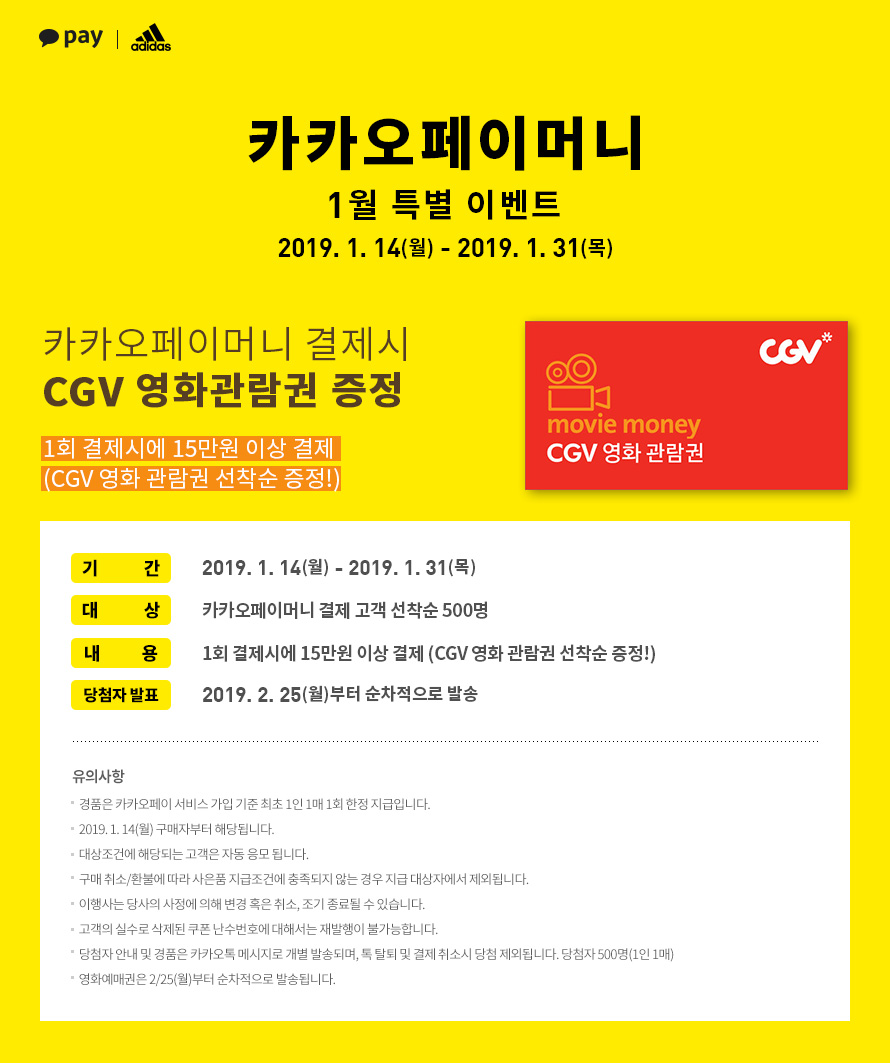 pay | adidas
카카오페이머니
1월 특별 이벤트
2019. 1. 14(월) - 2019. 1. 31(목)
카카오페이머니 결제시
CGV 영화관람권 증정
1회 결제시에 15만원 이상 결제
(CGV 영화 관람권 선착순 증정!)
CGV
movie money
CGV 영화 관람권
기 간 2019. 1. 14(월) - 2019. 1. 31(목)
대 상 카카오페이머니 결제 고객 선착순 500명
내 용 1회 결제시에 15만원 이상 결제 (CGV 영화 관람권 선착순 증정!)
당첨자 발표 2019. 2. 25(월)부터 순차적으로 발송
유의사항
경품은 카카오페이 서비스 가입 기준 최초 1인 1매 1회 한정 지급입니다.
2019. 1. 14(월) 구매자부터 해당됩니다.
대상조건에 해당되는 고객은 자동 응모 됩니다.
구매 취소/환불에 따라 사은품 지급조건에 충족되지 않는 경우 지급 대상자에서 제외됩니다.
이행사는 당사의 사정에 의해 변경 혹은 취소, 조기 종료될 수 있습니다.
고객의 실수로 삭제된 쿠폰 난수번호에 대해서는 재발행이 불가능합니다.
당첨자 안내 및 경품은 카카오톡 메시지로 개별 발송되며, 톡 탈퇴 및 결제 취소시 당첨 제외됩니다. 당첨자 500명(1인 1매)
영화예매권은 2/25(월)부터 순차적으로 발송됩니다.